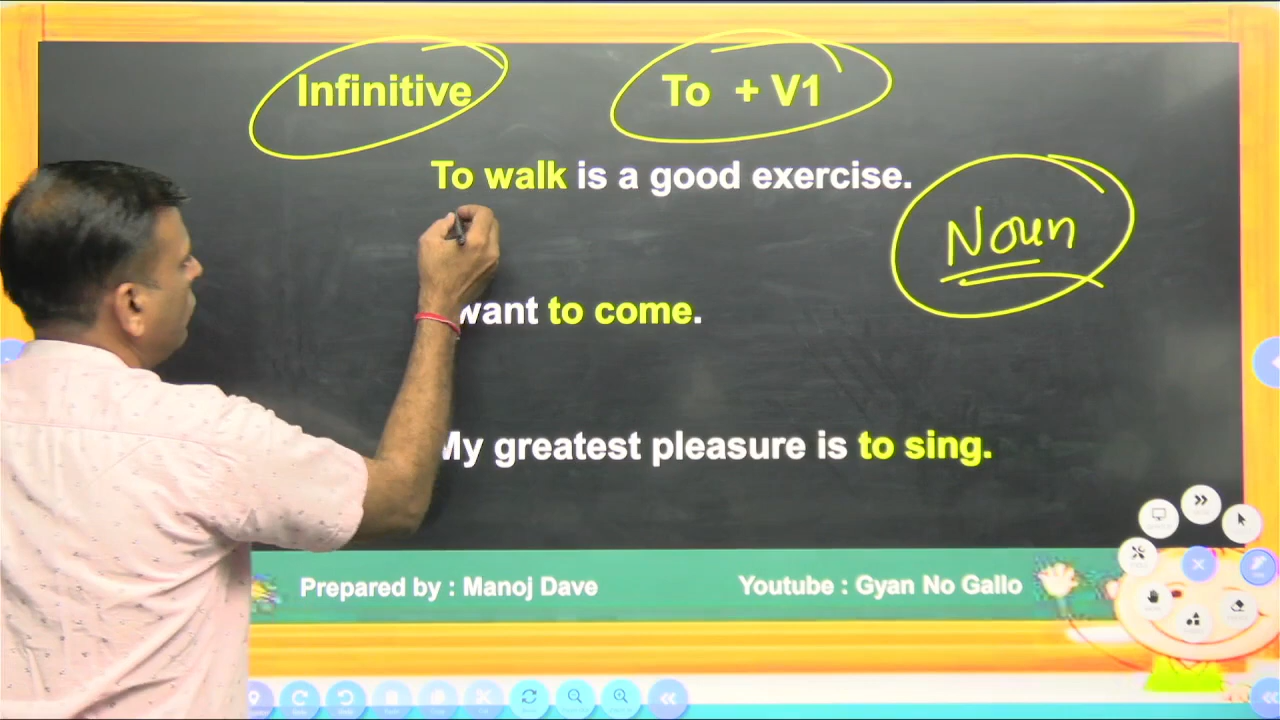 Infinitive To + V1
To walk is a good exercise.
Noun
want to come.
My greatest pleasure is to sing.
Prepared by : Manoj Dave Youtube : Gyan No Gallo